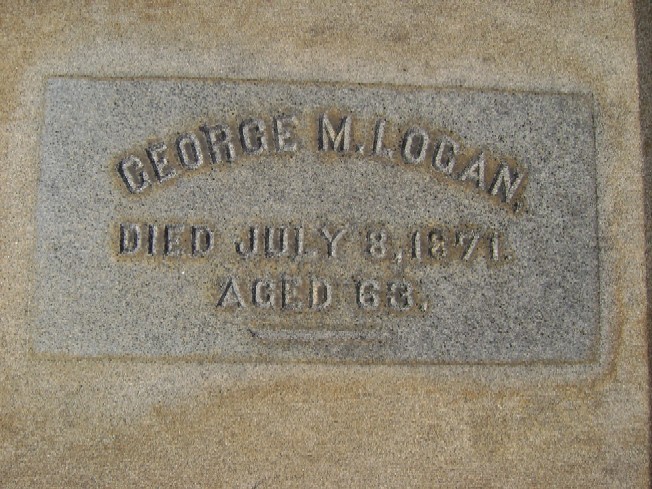 GEORGE M. LOGAN,
DIED JULY 8, 1871.
AGED 63.